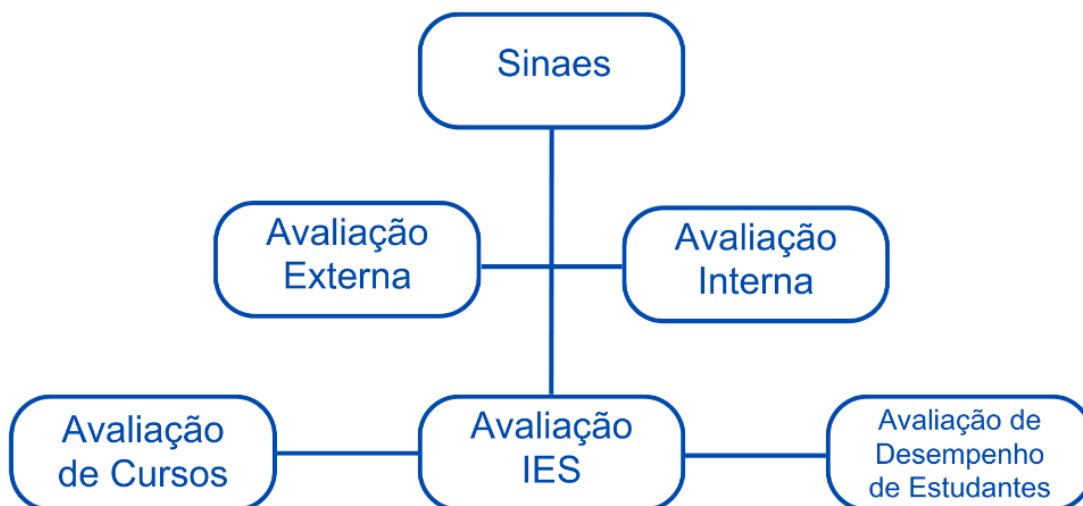 Sinaes
Avaliação
Externa
Avaliação
Interna
Avaliação
de Cursos
Avaliação
IES
Avaliação de
Desempenho
de Estudantes